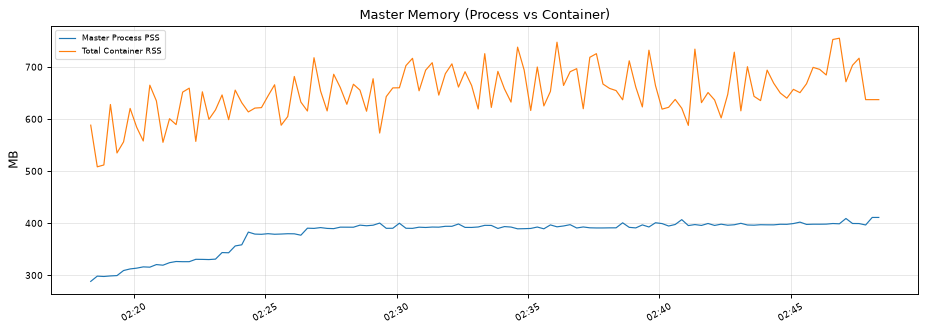 Master Memory (Process vs Container)
Master Process PSS
Total Container RSS
MB
700
600
500
400
300
02:20 02:25 02:30 02:35 02:40 02:45